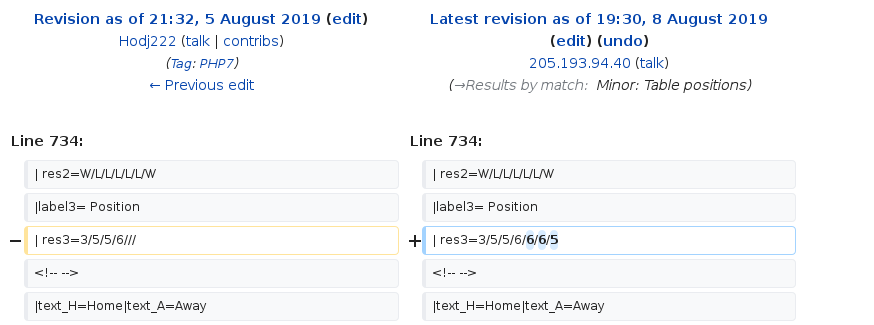 Revision as of 21:32, 5 August 2019 (edit)
Hodj222 (talk | contribs)
(Tag: PHP7)
← Previous edit
Latest revision as of 19:30, 8 August 2019
(edit) (undo)
205.193.94.40 (talk)
(→Results by match: Minor: Table positions)
Line 734:
Line 734:
| res2=W/L/L/L/L/L/W
| res2=W/L/L/L/L/L/W
|label3= Position
|label3= Position
− | res3=3/5/5/6///
+ | res3=3/5/5/6/6/6/5
<!-- -->
<!-- -->
|text_H=Home|text_A=Away
|text_H=Home|text_A=Away